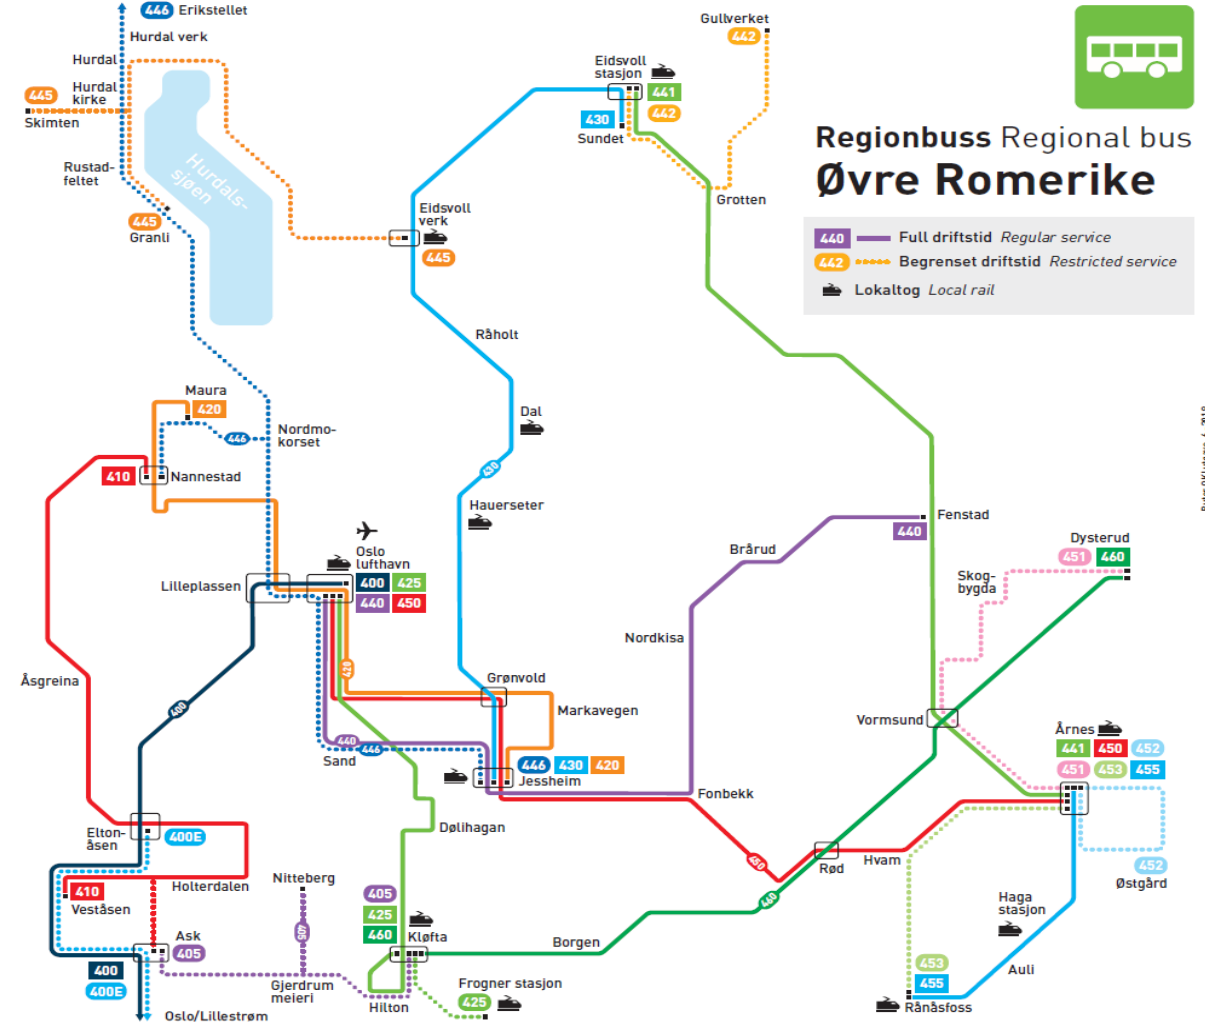 446 Erikstellet
Hurdal verk
Hurdal
Hurdal
kirke
445
Skimten
Rustad-
feltet
445
Granli
Hurdals-
sjøen
Gullverket
442
Eidsvoll
stasjon
441
442
430
Sundet
Grotten
Eidsvoll
verk
445
Regionbuss Regional bus
Øvre Romerike
440 Full driftstid Regular service
442 Begrenset driftstid Restricted service
Lokaltog Local rail
Råholt
Dal
430
Hauerseter
Maura
420
446
Nordmo-
korset
410
Nannestad
Oslo
lufthavn
400 425
440 450
Lilleplassen
Fenstad
440
Brårud
Nordkisa
Dysterud
451 460
Skog-
bygda
Åsgreina
400
420
Grønvold
Markavegen
440
446
Sand
446 430 420
Jessheim
Vormsund
Årnes
441 450 452
451 453 455
Fonbekk
Elton-
åsen
400E
Dølihagan
450
Rød
Hvam
452
Østgård
410
Holterdalen
Veståsen
Nitteberg
405
405
425
460
Kløfta
460
Haga
stasjon
Ask
405
Borgen
400
400E
Gjerdrum
meieri
Hilton
Frogner stasjon
425
Auli
453
455
Rånåsfoss
Oslo/Lillestrøm